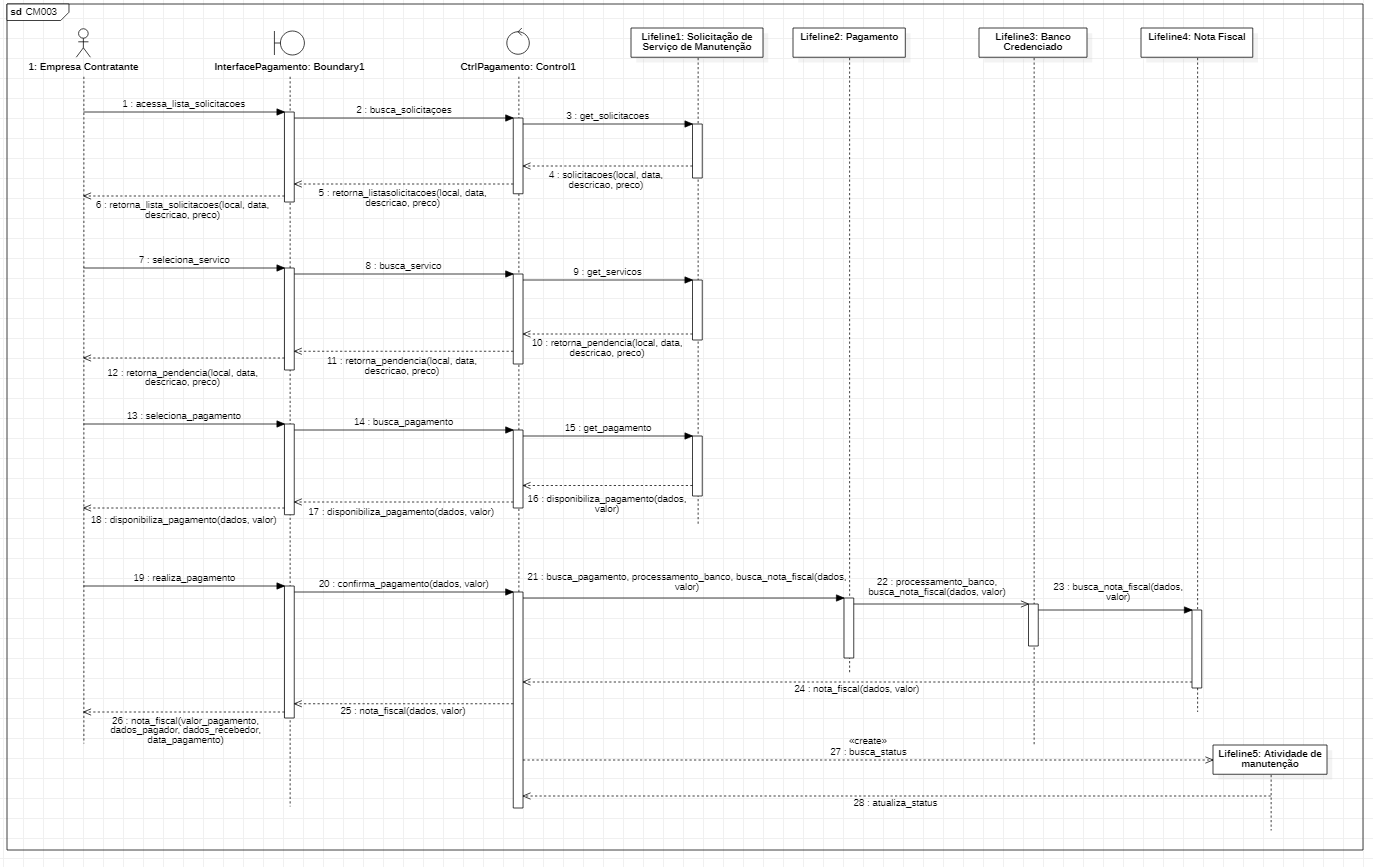 sd CM003
Lifeline1: Solicitação de
Serviço de Manutenção
Lifeline2: Pagamento
Lifeline3: Banco
Credenciado
Lifeline4: Nota Fiscal
1: Empresa Contratante
InterfacePagamento: Boundary1
CtrlPagamento: Control1
1 : acessa_lista_solicitacoes
2 : busca_solicitaçoes
3 : get_solicitacoes
4 : solicitacoes(local, data,
descricao, preco)
5 : retorna_listasolicitacoes(local, data,
descricao, preco)
6 : retorna_lista_solicitacoes(local, data,
descricao, preco)
7 : seleciona_servico
8 : busca_servico
9 : get_servicos
10 : retorna_pendencia(local, data,
descricao, preco)
11 : retorna_pendencia(local, data,
descricao, preco)
12 : retorna_pendencia(local, data,
descricao, preco)
13 : seleciona_pagamento
14 : busca_pagamento
15 : get_pagamento
16 : disponibiliza_pagamento(dados,
valor)
17 : disponibiliza_pagamento(dados, valor)
18 : disponibiliza_pagamento(dados, valor)
19 : realiza_pagamento
20 : confirma_pagamento(dados, valor)
21 : busca_pagamento, processamento_banco, busca_nota_fiscal(dados,
valor)
22 : processamento_banco,
busca_nota_fiscal(dados, valor)
23 : busca_nota_fiscal(dados,
valor)
24 : nota_fiscal(dados, valor)
25 : nota_fiscal(dados, valor)
26 : nota_fiscal(valor_pagamento,
dados_pagador, dados_recebedor,
data_pagamento)
«create»
27 : busca_status
Lifeline5: Atividade de
manutenção
28 : atualiza_status